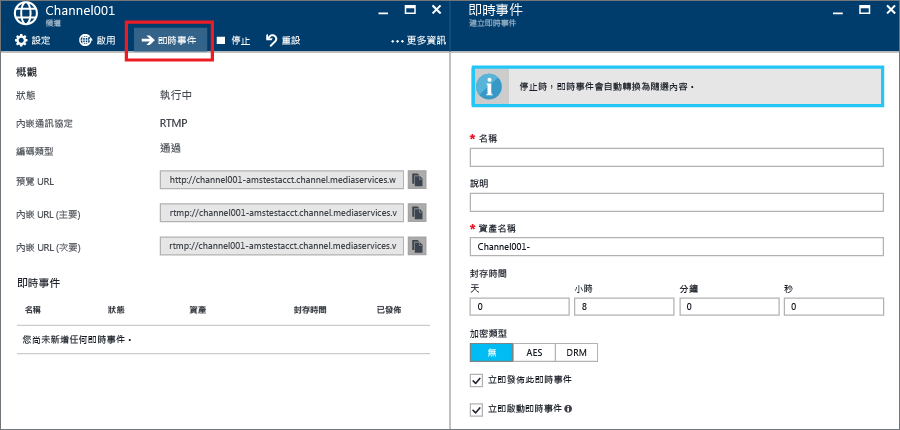 Channel001
頻道
設定
啟用
即時事件
停止
重設
更多資訊
概觀
狀態
執行中
內嵌通訊協定
RTMP
編碼類型
通過
預覽 URL
http://channel001-amstestacct.channel.mediaservices.w
內嵌 URL (主要)
rtmp://channel001-amstestacct.channel.mediaservices.v
內嵌 URL (次要)
rtmp://channel001-amstestacct.channel.mediaservices.v
即時事件
名稱 狀態 資產 封存時間 已發佈
您尚未新增任何即時事件。
即時事件
建立即時事件
停止時，即時事件會自動轉換為隨選內容。
* 名稱
說明
* 資產名稱
Channel001-
封存時間
天 小時 分鐘 秒
0 8 0 0
加密類型
無 AES DRM
立即發佈此即時事件
立即啟動即時事件